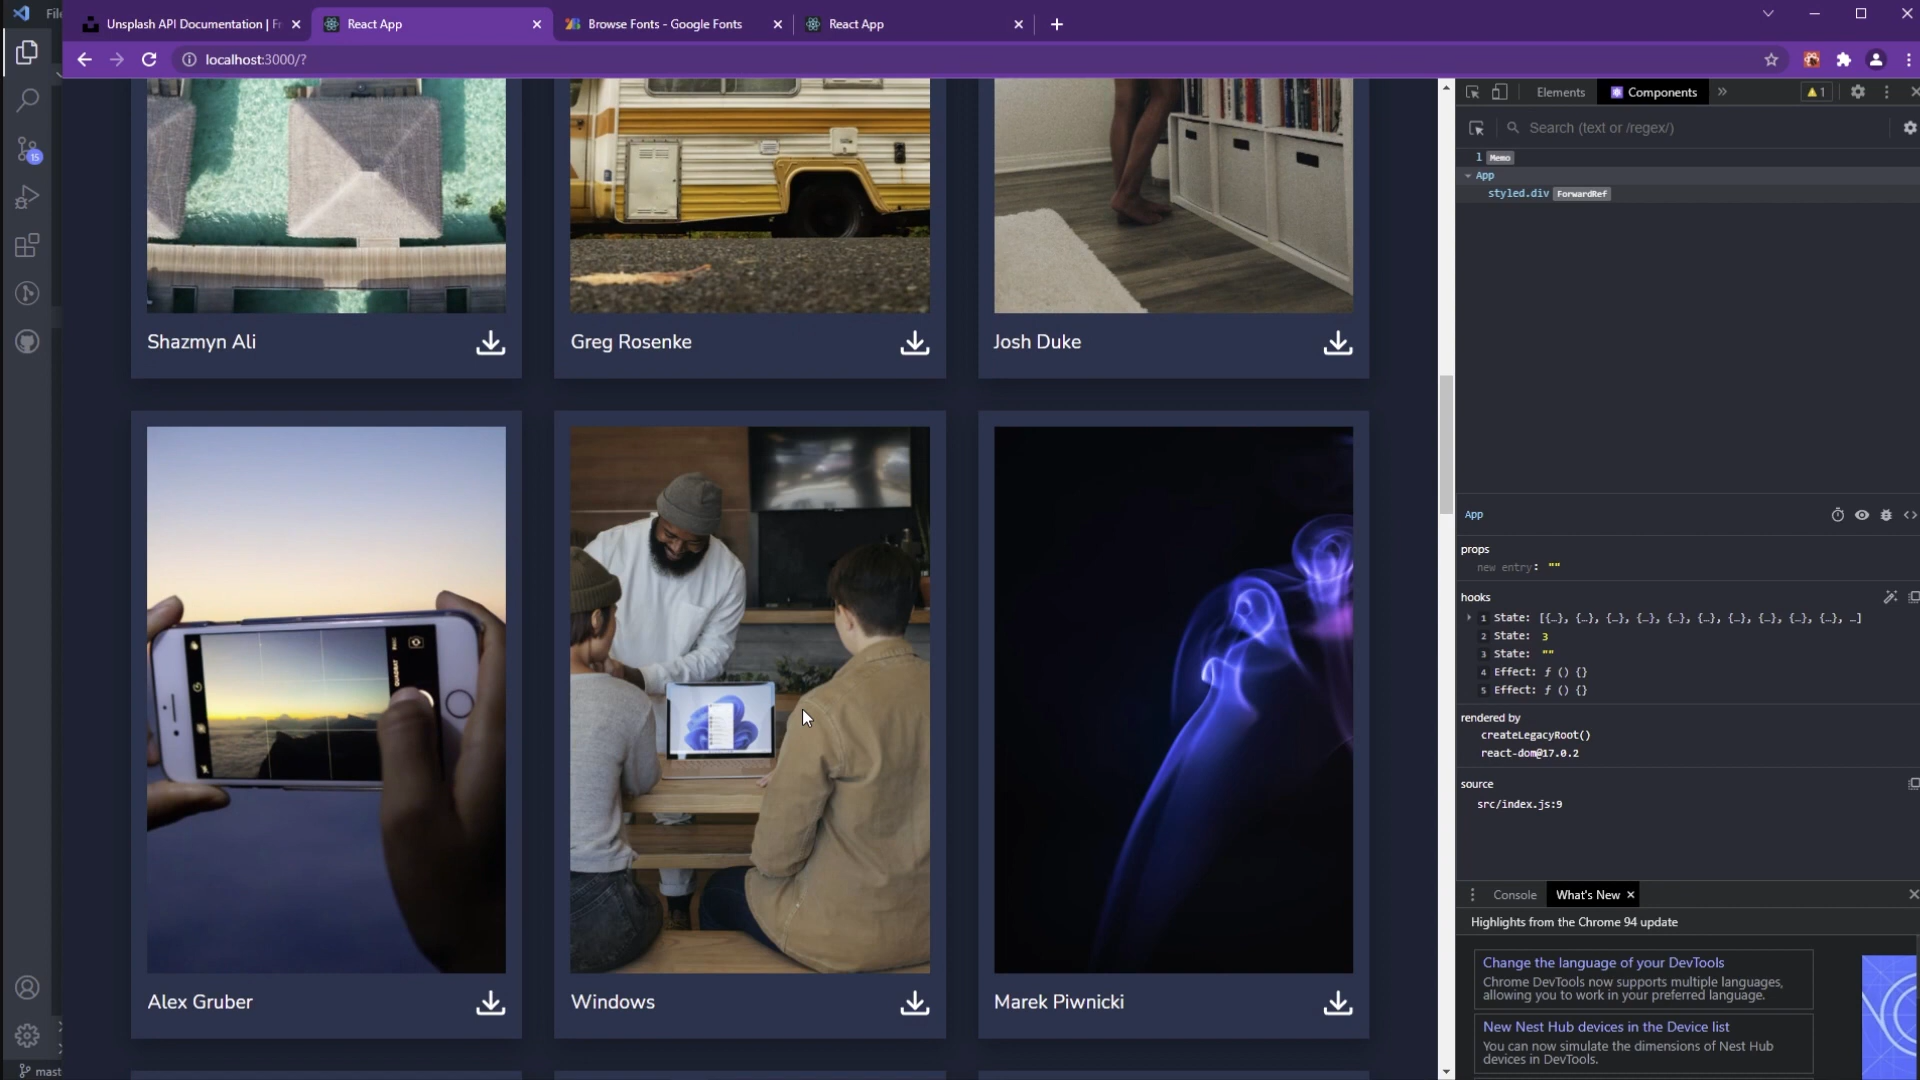 File
Unsplash API Documentation | Fr
React App
Browse Fonts - Google Fonts
React App
localhost:3000/?
Shazmyn Ali
Greg Rosenke
Josh Duke
Alex Gruber
Windows
Marek Piwnicki
15
mast
Elements
Components
1
Search (text or /regex/)
1 Memo
App
styled.div ForwardRef
App
props
new entry: ""
hooks
1 State: [{…}, {…}, {…}, {…}, {…}, {…}, {…}, {…}, {…}, {…}, …]
2 State: 3
3 State: ""
4 Effect: ƒ () {}
5 Effect: ƒ () {}
rendered by
createLegacyRoot()
react-dom@17.0.2
source
src/index.js:9
Console
What's New
Highlights from the Chrome 94 update
Change the language of your DevTools
Chrome DevTools now supports multiple languages,
allowing you to work in your preferred language.
New Nest Hub devices in the Device list
You can now simulate the dimensions of Nest Hub
devices in DevTools.